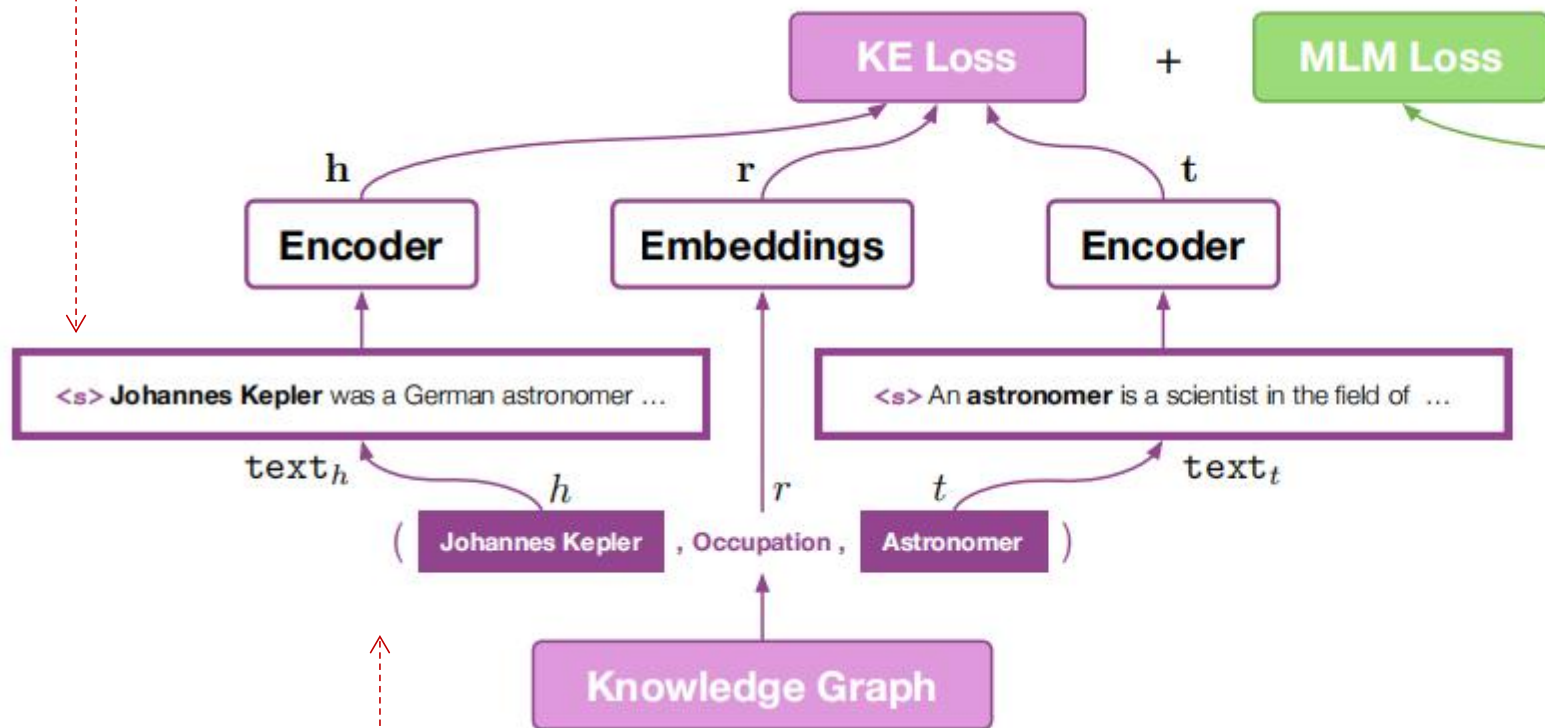 KE Loss + MLM Loss
h r t
Encoder Embeddings Encoder
<s> Johannes Kepler was a German astronomer ...
<s> An astronomer is a scientist in the field of ...
text_h h r t text_t
( Johannes Kepler , Occupation , Astronomer )
Knowledge Graph